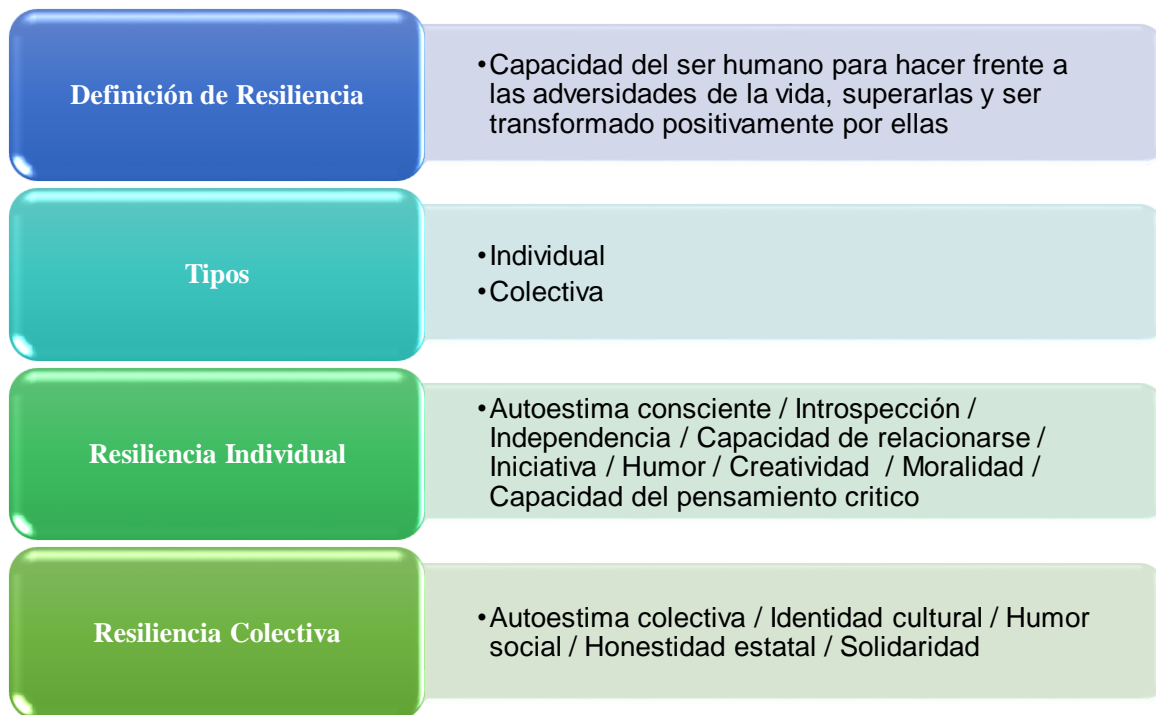 Definición de Resiliencia
•Capacidad del ser humano para hacer frente a
las adversidades de la vida, superarlas y ser
transformado positivamente por ellas
Tipos
•Individual
•Colectiva
Resiliencia Individual
•Autoestima consciente / Introspección /
Independencia / Capacidad de relacionarse /
Iniciativa / Humor / Creatividad / Moralidad /
Capacidad del pensamiento critico
Resiliencia Colectiva
•Autoestima colectiva / Identidad cultural / Humor
social / Honestidad estatal / Solidaridad